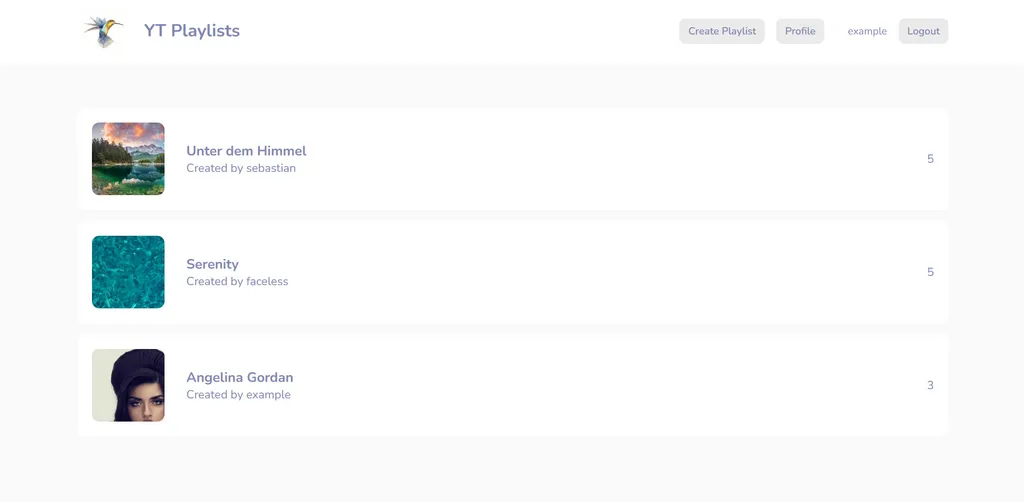 YT Playlists
Create Playlist
Profile
example
Logout
Unter dem Himmel
Created by sebastian
5
Serenity
Created by faceless
5
Angelina Gordan
Created by example
3